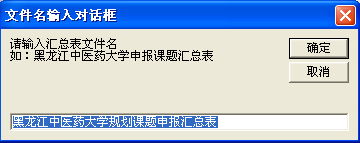 文件名输入对话框
请输入汇总表文件名
如：黑龙江中医药大学申报课题汇总表
确定
取消
黑龙江中医药大学规划课题申报汇总表